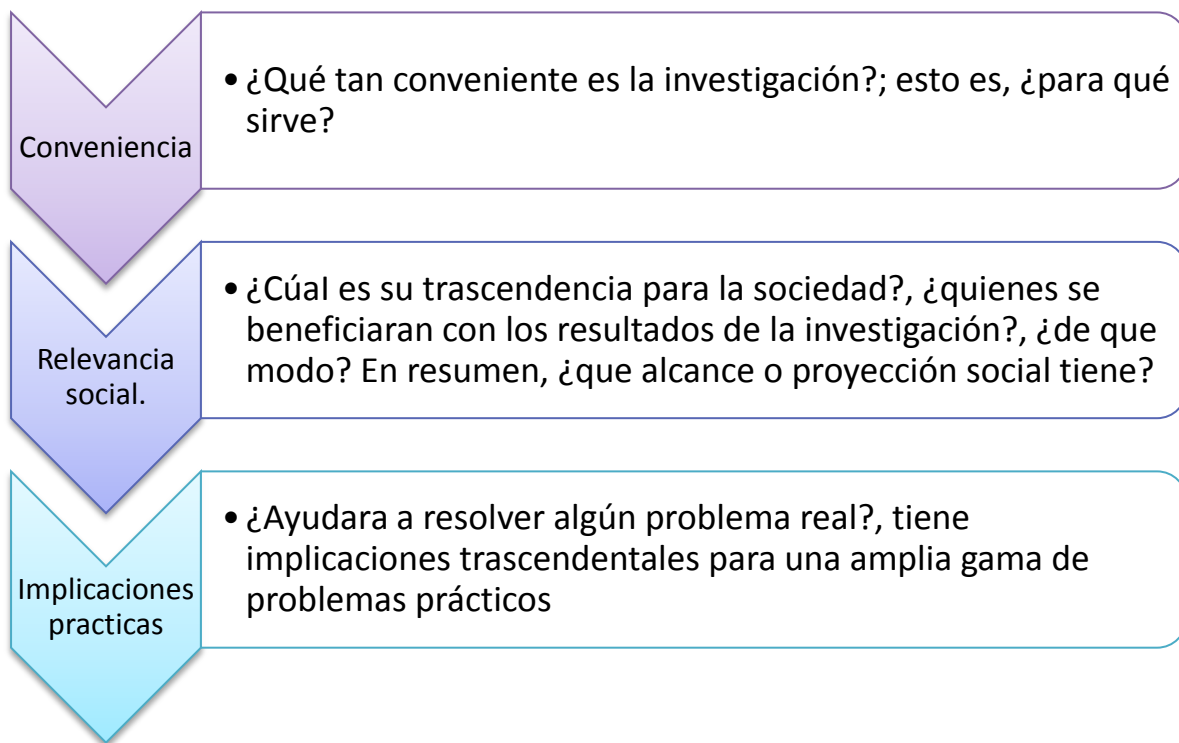 Conveniencia
• ¿Qué tan conveniente es la investigación?; esto es, ¿para qué
sirve?
Relevancia
social.
• ¿Cúal es su trascendencia para la sociedad?, ¿quienes se
beneficiaran con los resultados de la investigación?, ¿de que
modo? En resumen, ¿que alcance o proyección social tiene?
Implicaciones
practicas
• ¿Ayudara a resolver algún problema real?, tiene
implicaciones trascendentales para una amplia gama de
problemas prácticos